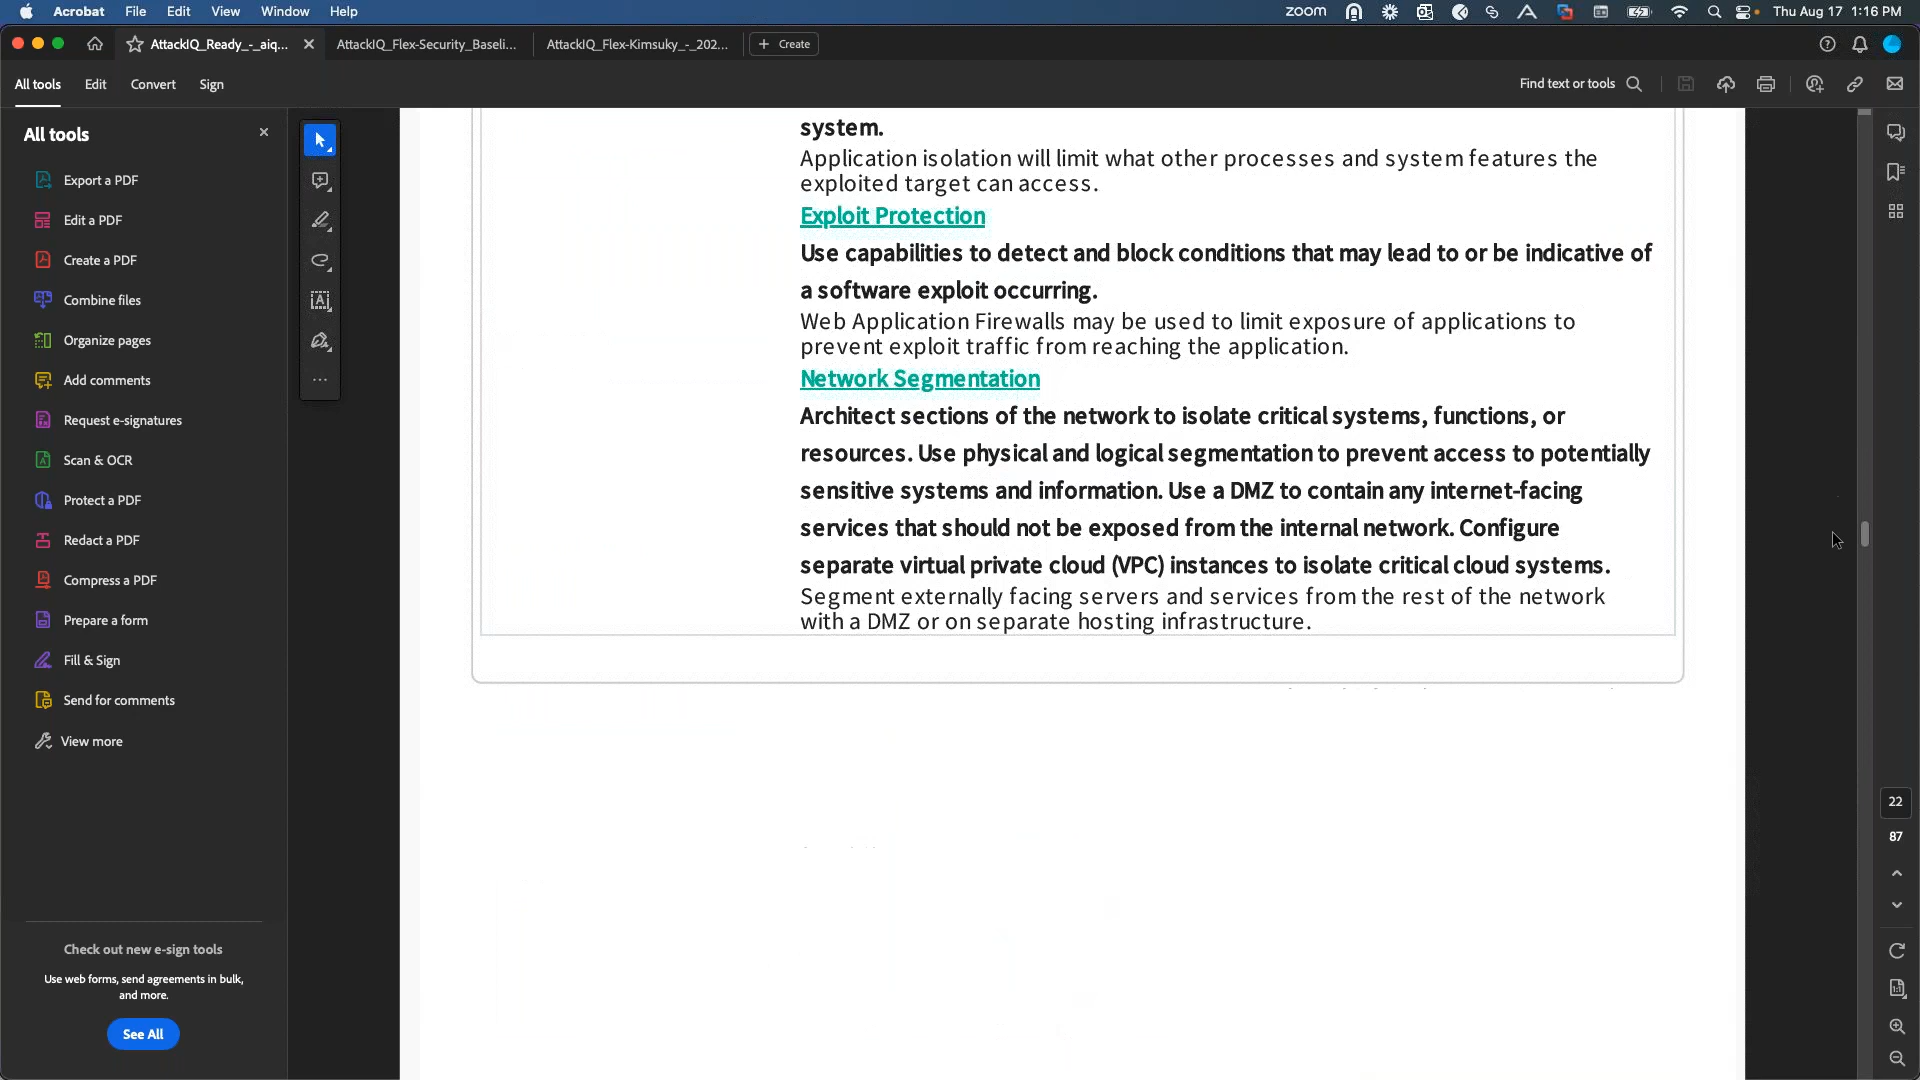 Acrobat File Edit View Window Help
zoom
Thu Aug 17 1:16 PM
AttackIQ_Ready_-_aiq...
AttackIQ_Flex-Security_Baseli...
AttackIQ_Flex-Kimsuky_-_202...
+ Create
All tools Edit Convert Sign
Find text or tools
All tools
Export a PDF
Edit a PDF
Create a PDF
Combine files
Organize pages
Add comments
Request e-signatures
Scan & OCR
Protect a PDF
Redact a PDF
Compress a PDF
Prepare a form
Fill & Sign
Send for comments
View more
Check out new e-sign tools
Use web forms, send agreements in bulk,
and more.
See All
system.
Application isolation will limit what other processes and system features the
exploited target can access.
Exploit Protection
Use capabilities to detect and block conditions that may lead to or be indicative of
a software exploit occurring.
Web Application Firewalls may be used to limit exposure of applications to
prevent exploit traffic from reaching the application.
Network Segmentation
Architect sections of the network to isolate critical systems, functions, or
resources. Use physical and logical segmentation to prevent access to potentially
sensitive systems and information. Use a DMZ to contain any internet-facing
services that should not be exposed from the internal network. Configure
separate virtual private cloud (VPC) instances to isolate critical cloud systems.
Segment externally facing servers and services from the rest of the network
with a DMZ or on separate hosting infrastructure.
22
87